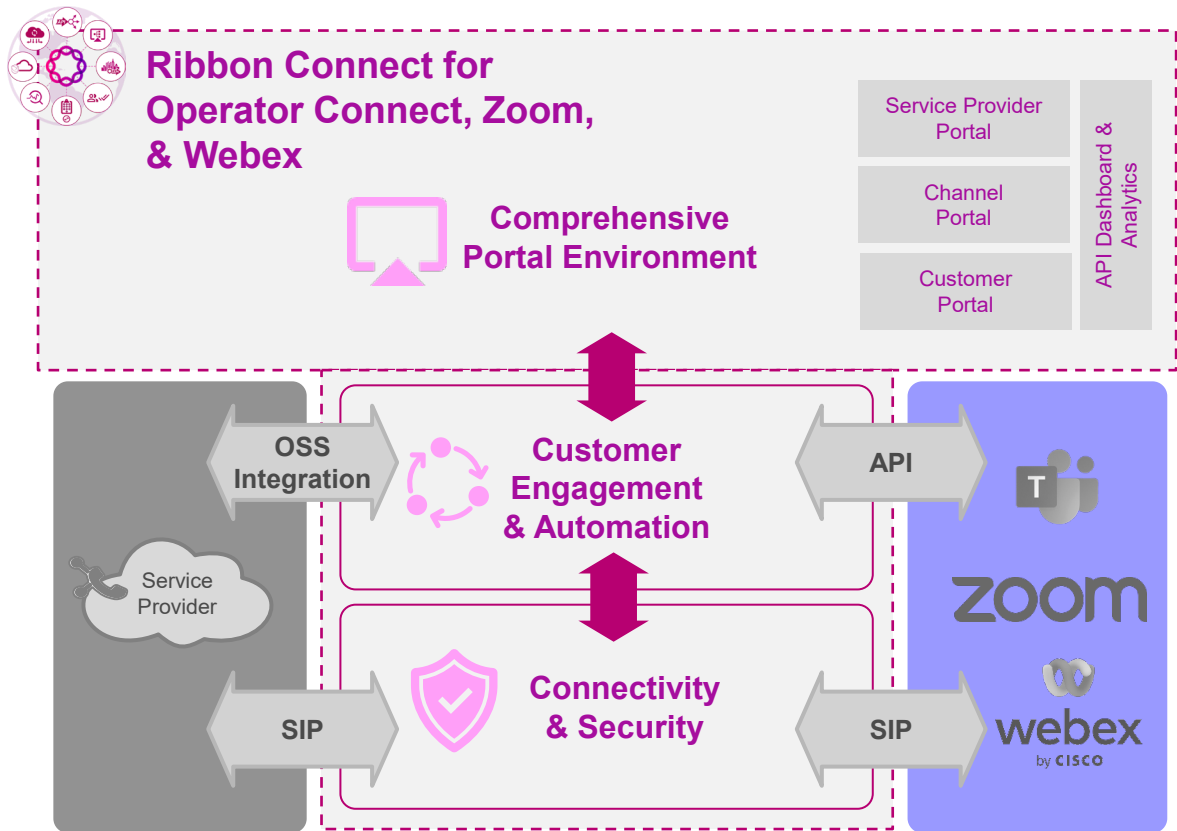 Ribbon Connect for
Operator Connect, Zoom,
& Webex
Comprehensive
Portal Environment
Service Provider
Portal
Channel
Portal
Customer
Portal
API Dashboard &
Analytics
OSS
Integration
Customer
Engagement
& Automation
API
T
Service
Provider
zoom
Connectivity
& Security
SIP
SIP
webex
by CISCO